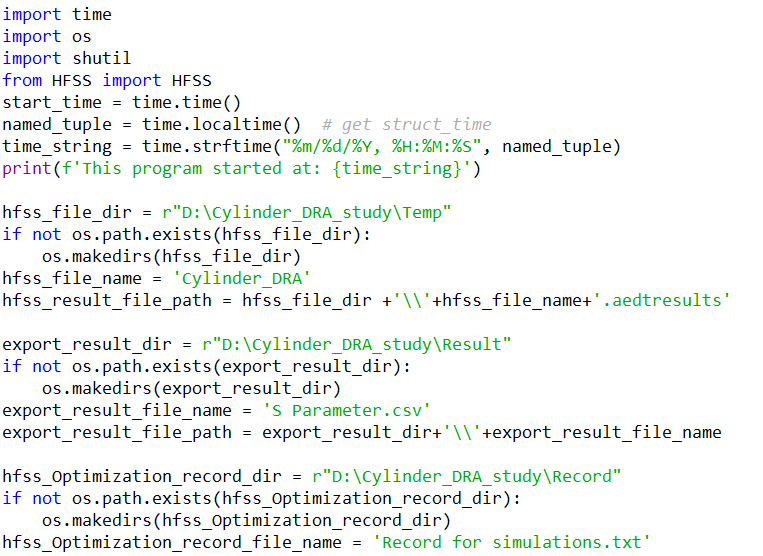 import time
import os
import shutil
from HFSS import HFSS
start_time = time.time()
named_tuple = time.localtime()  # get struct_time
time_string = time.strftime("%m/%d/%Y, %H:%M:%S", named_tuple)
print(f'This program started at: {time_string}')

hfss_file_dir = r"D:\Cylinder_DRA_study\Temp"
if not os.path.exists(hfss_file_dir):
    os.makedirs(hfss_file_dir)
hfss_file_name = 'Cylinder_DRA'
hfss_result_file_path = hfss_file_dir +'\\'+hfss_file_name+'.aedtresults'

export_result_dir = r"D:\Cylinder_DRA_study\Result"
if not os.path.exists(export_result_dir):
    os.makedirs(export_result_dir)
export_result_file_name = 'S Parameter.csv'
export_result_file_path = export_result_dir+'\\'+export_result_file_name

hfss_Optimization_record_dir = r"D:\Cylinder_DRA_study\Record"
if not os.path.exists(hfss_Optimization_record_dir):
    os.makedirs(hfss_Optimization_record_dir)
hfss_Optimization_record_file_name = 'Record for simulations.txt'